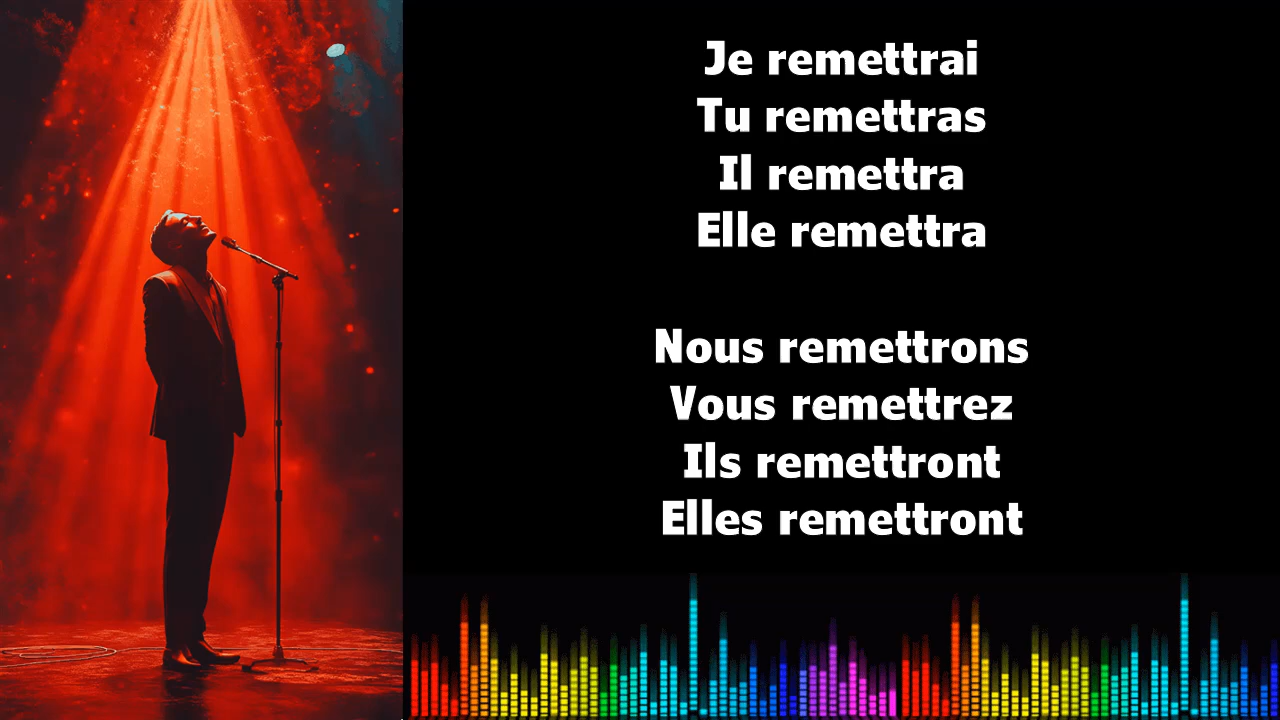 Je remettrai
Tu remettras
Il remettra
Elle remettra
Nous remettrons
Vous remettrez
Ils remettront
Elles remettront